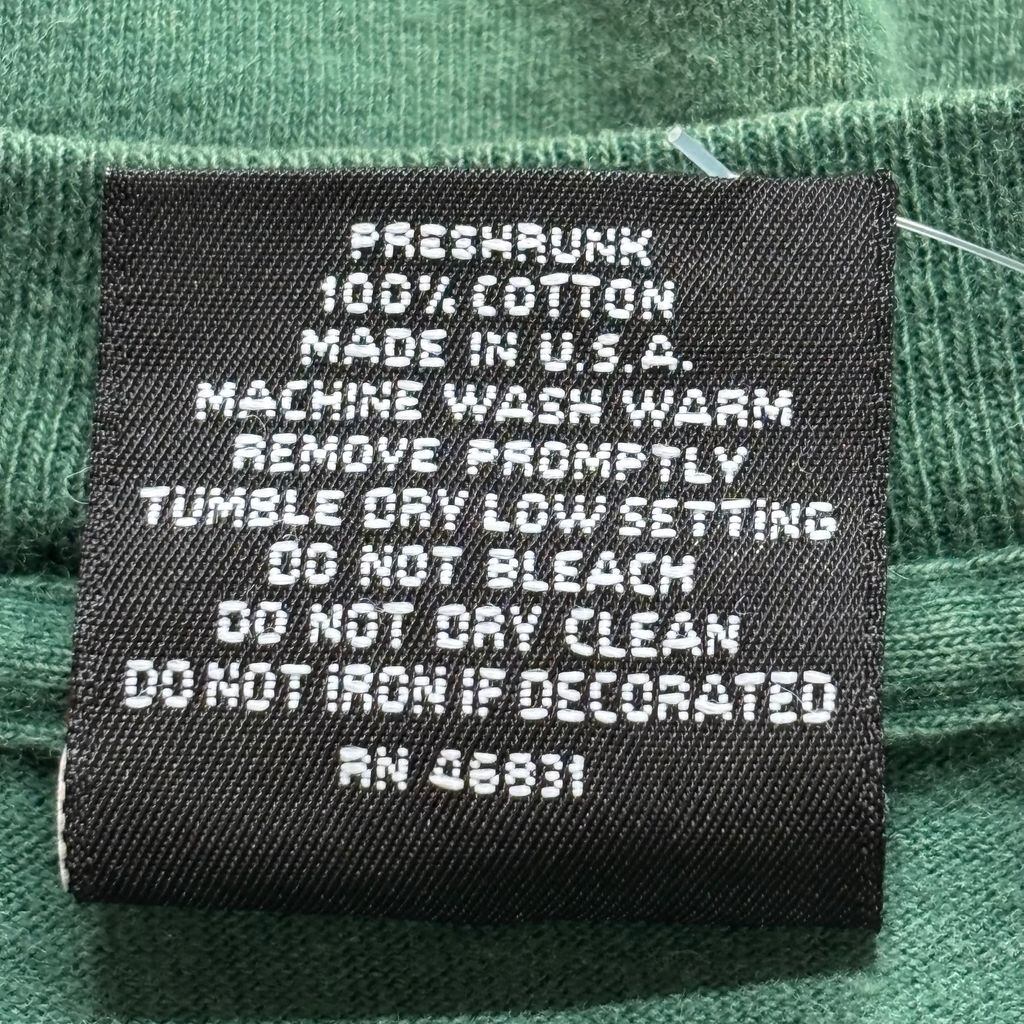 PRESHRUNK
100% COTTON
MADE IN U.S.A.
MACHINE WASH WARM
REMOVE PROMPTLY
TUMBLE DRY LOW SETTING
DO NOT BLEACH
DO NOT DRY CLEAN
DO NOT IRON IF DECORATED
RN